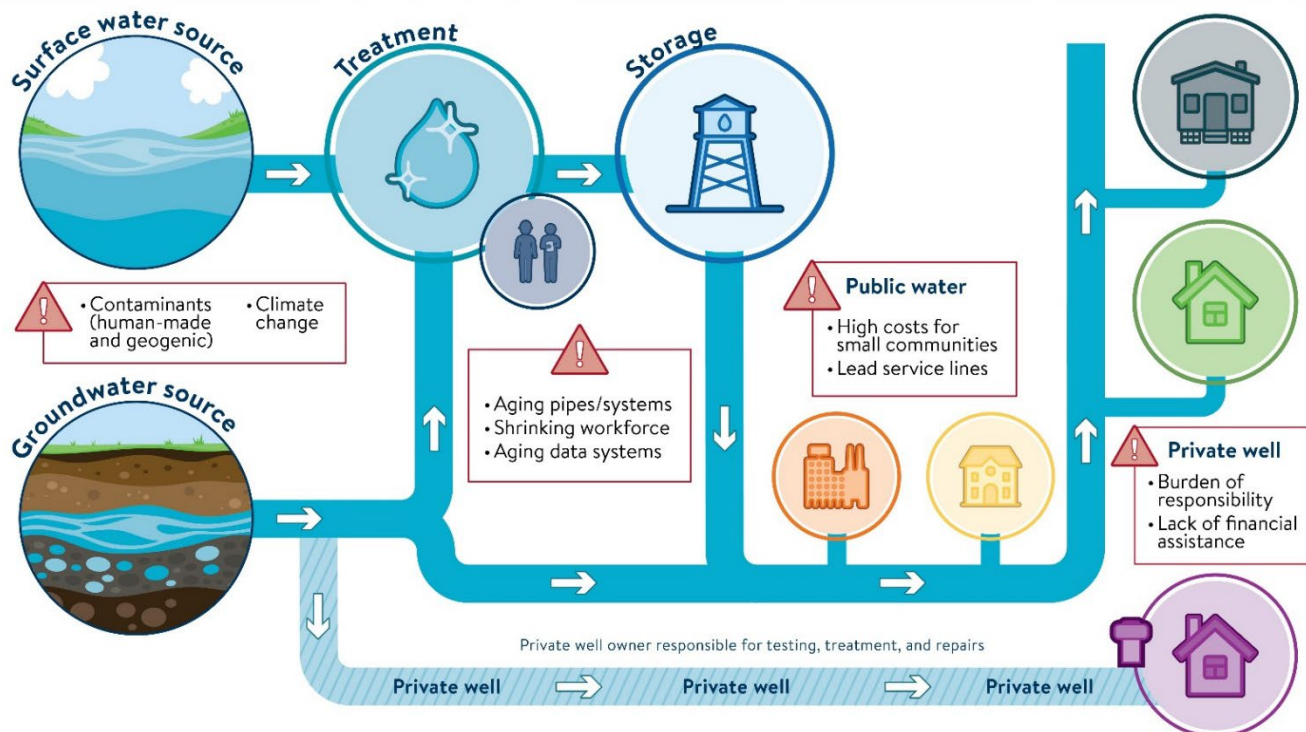 Surface water source
Treatment
Storage
• Contaminants
(human-made
and geogenic)
• Climate
change
Groundwater source
• Aging pipes/systems
• Shrinking workforce
• Aging data systems
Public water
• High costs for
small communities
• Lead service lines
Private well
• Burden of
responsibility
• Lack of financial
assistance
Private well owner responsible for testing, treatment, and repairs
Private well
Private well
Private well